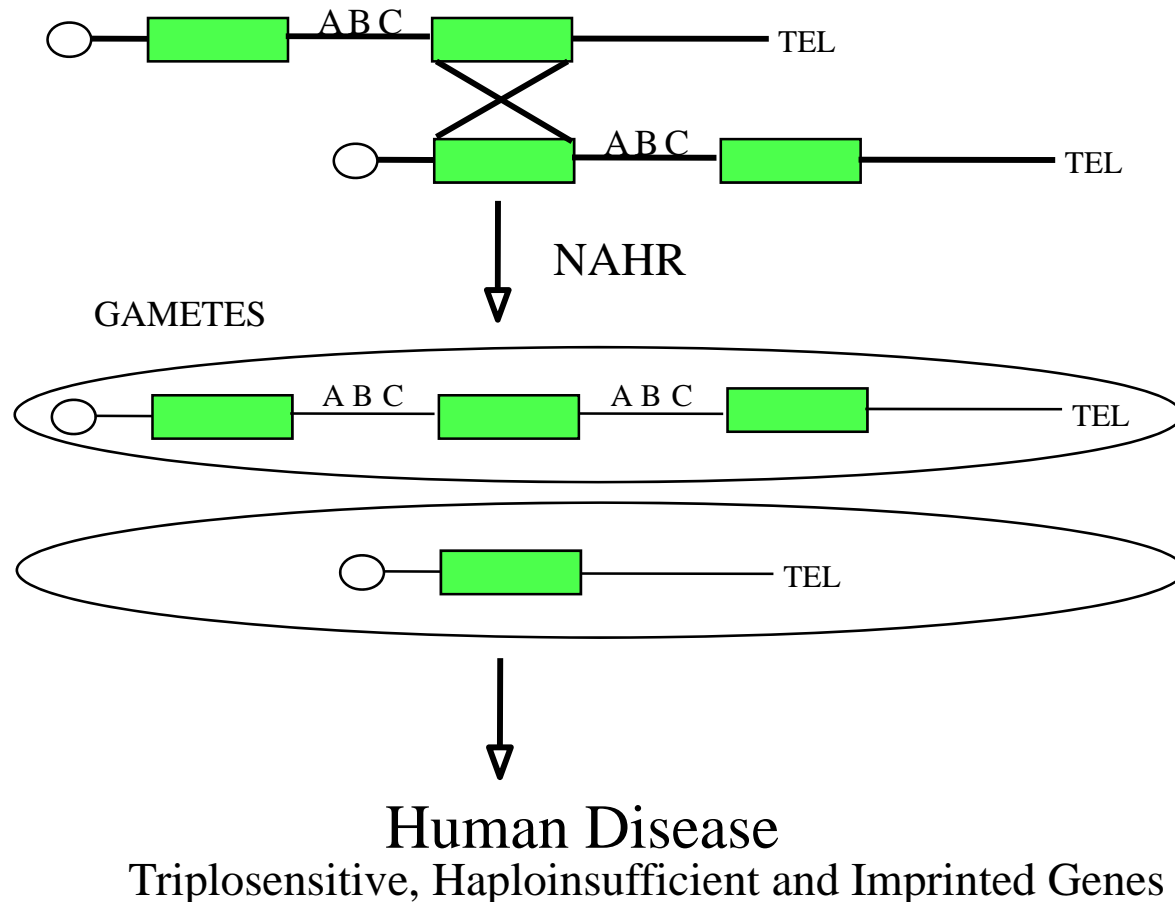 A B C
TEL
A B C
TEL
NAHR
GAMETES
A B C A B C
TEL
TEL
Human Disease
Triplosensitive, Haploinsufficient and Imprinted Genes